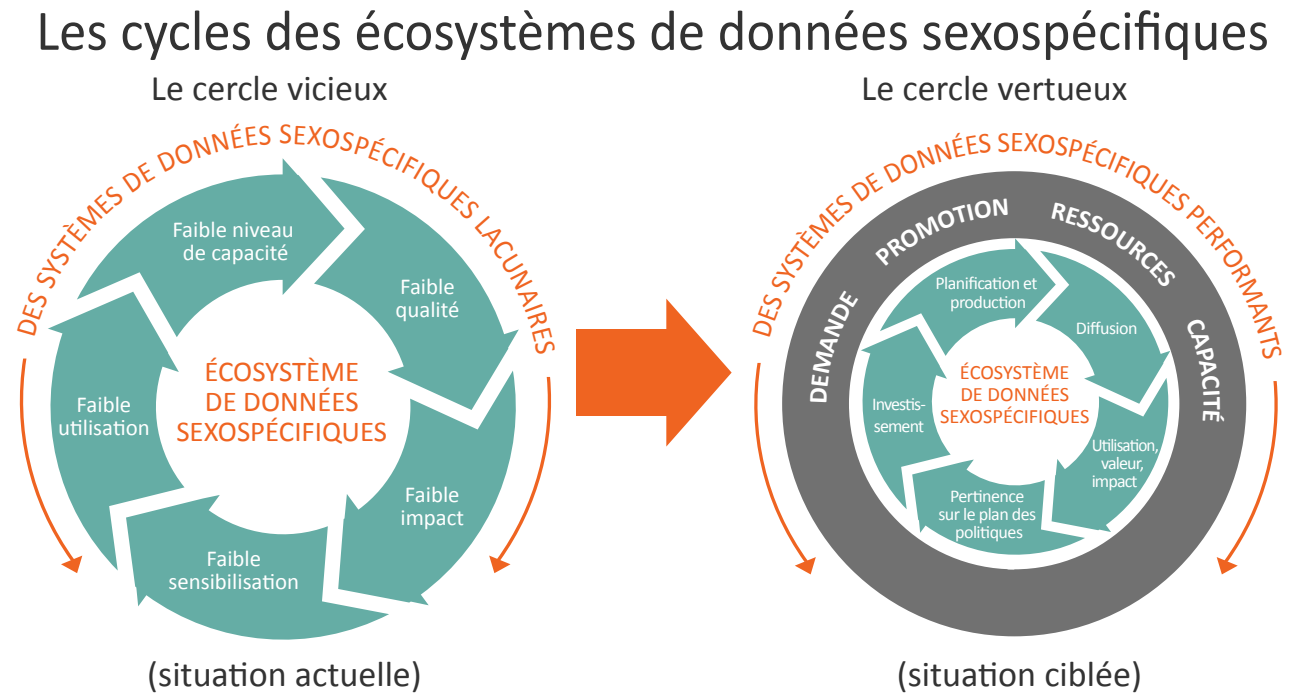 Les cycles des écosystèmes de données sexospécifiques
Le cercle vicieux
DES SYSTÈMES DE DONNÉES SEXOSPÉCIFIQUES LACUNAIRES
Faible niveau
de capacité
Faible
qualité
Faible
impact
Faible
sensibilisation
Faible
utilisation
ÉCOSYSTÈME
DE DONNÉES
SEXOSPÉCIFIQUES
(situation actuelle)
Le cercle vertueux
DES SYSTÈMES DE DONNÉES SEXOSPÉCIFIQUES PERFORMANTS
DEMANDE
PROMOTION
RESSOURCES
CAPACITÉ
Planification et
production
Diffusion
Utilisation,
valeur,
impact
Pertinence
sur le plan des
politiques
Investis-
sement
ÉCOSYSTÈME
DE DONNÉES
SEXOSPÉCIFIQUES
(situation ciblée)